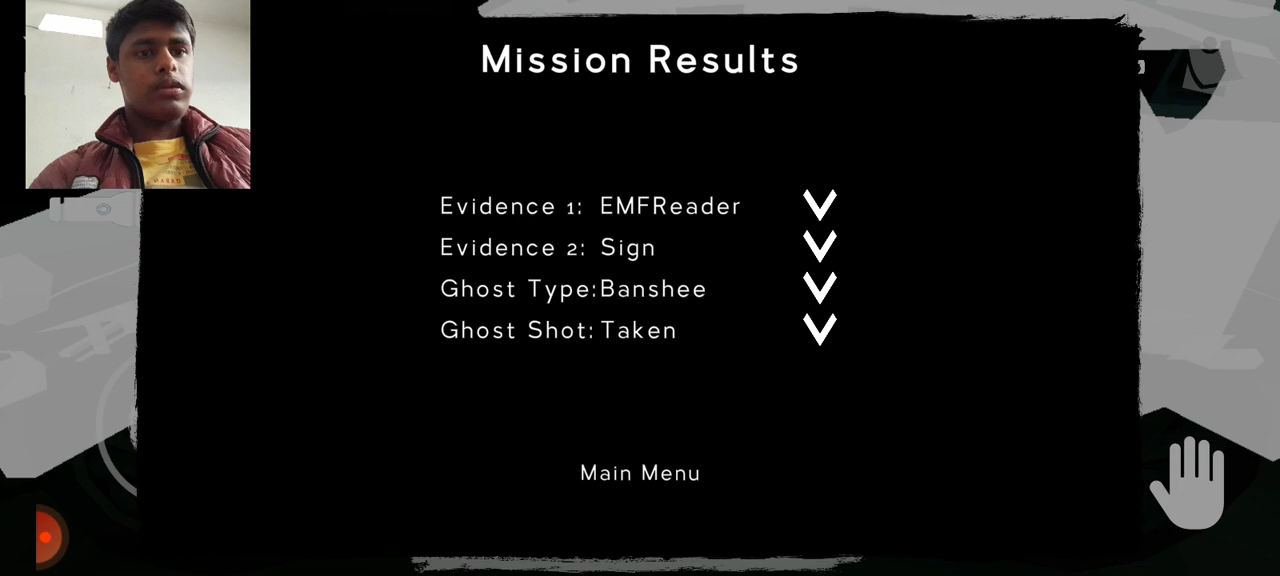 Mission Results
Evidence 1: EMFReader
Evidence 2: Sign
Ghost Type:Banshee
Ghost Shot: Taken
Main Menu